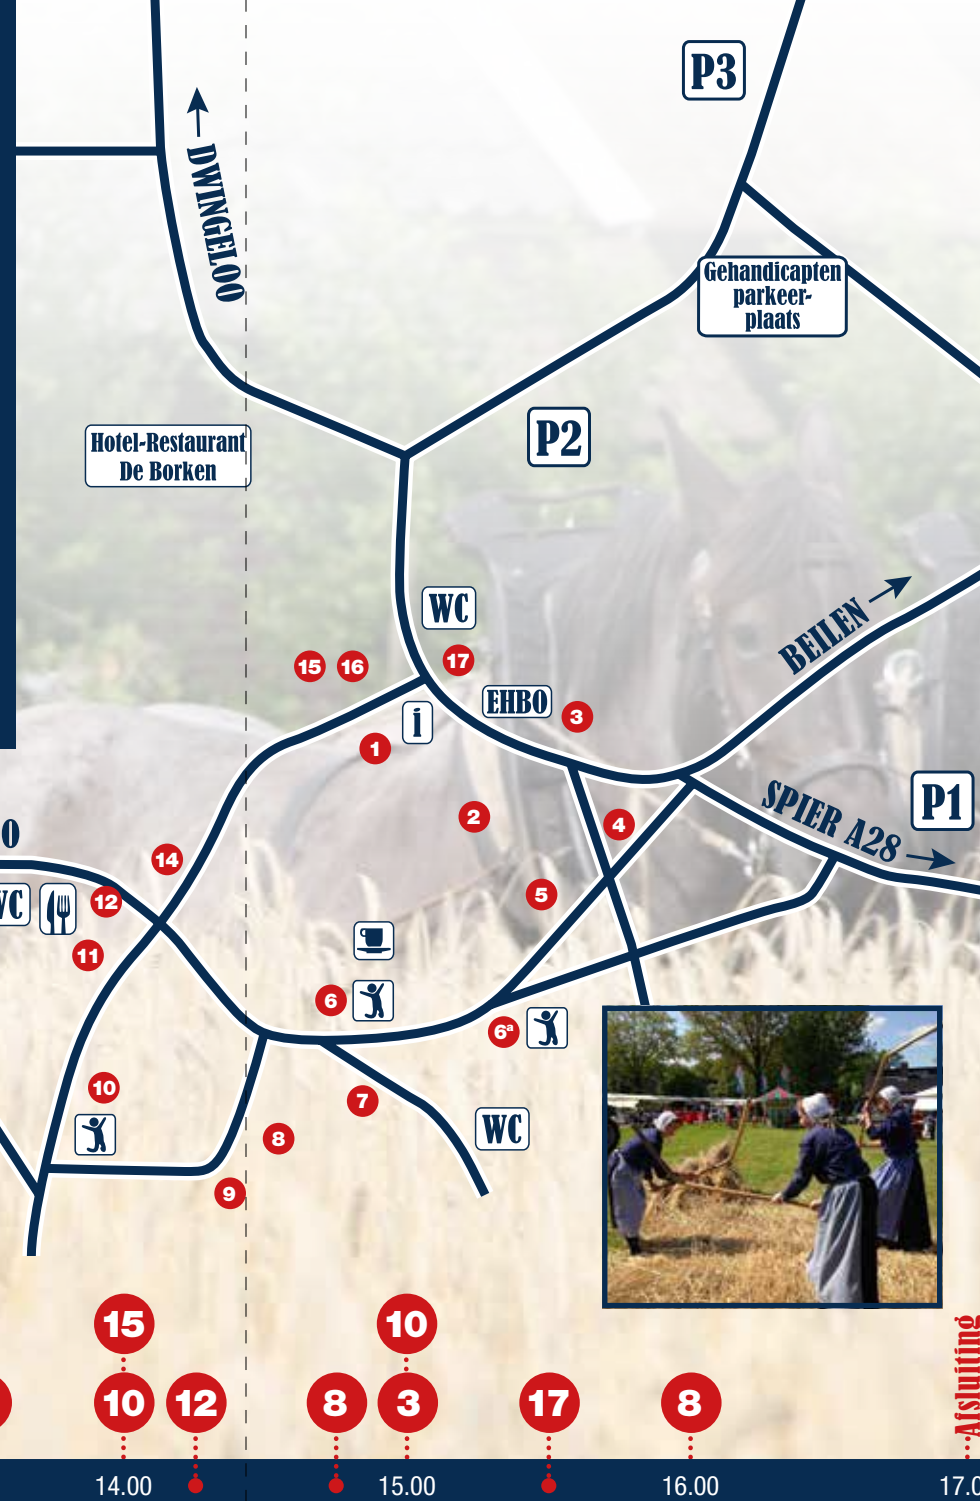 P3
DWINGELOO
Gehandicapten
parkeer-
plaats
P2
Hotel-Restaurant
De Borken
WC
BEILEN
15
16
17
EHBO
3
i
1
P1
SPIER A28
2
4
14
5
12
11
6
6a
10
7
WC
8
9
15
10
10
12
8
3
17
8
Afsluiting
14.00
15.00
16.00